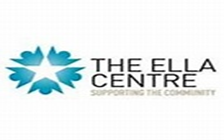 THE ELLA
CENTRE
SUPPORTING THE COMMUNITY